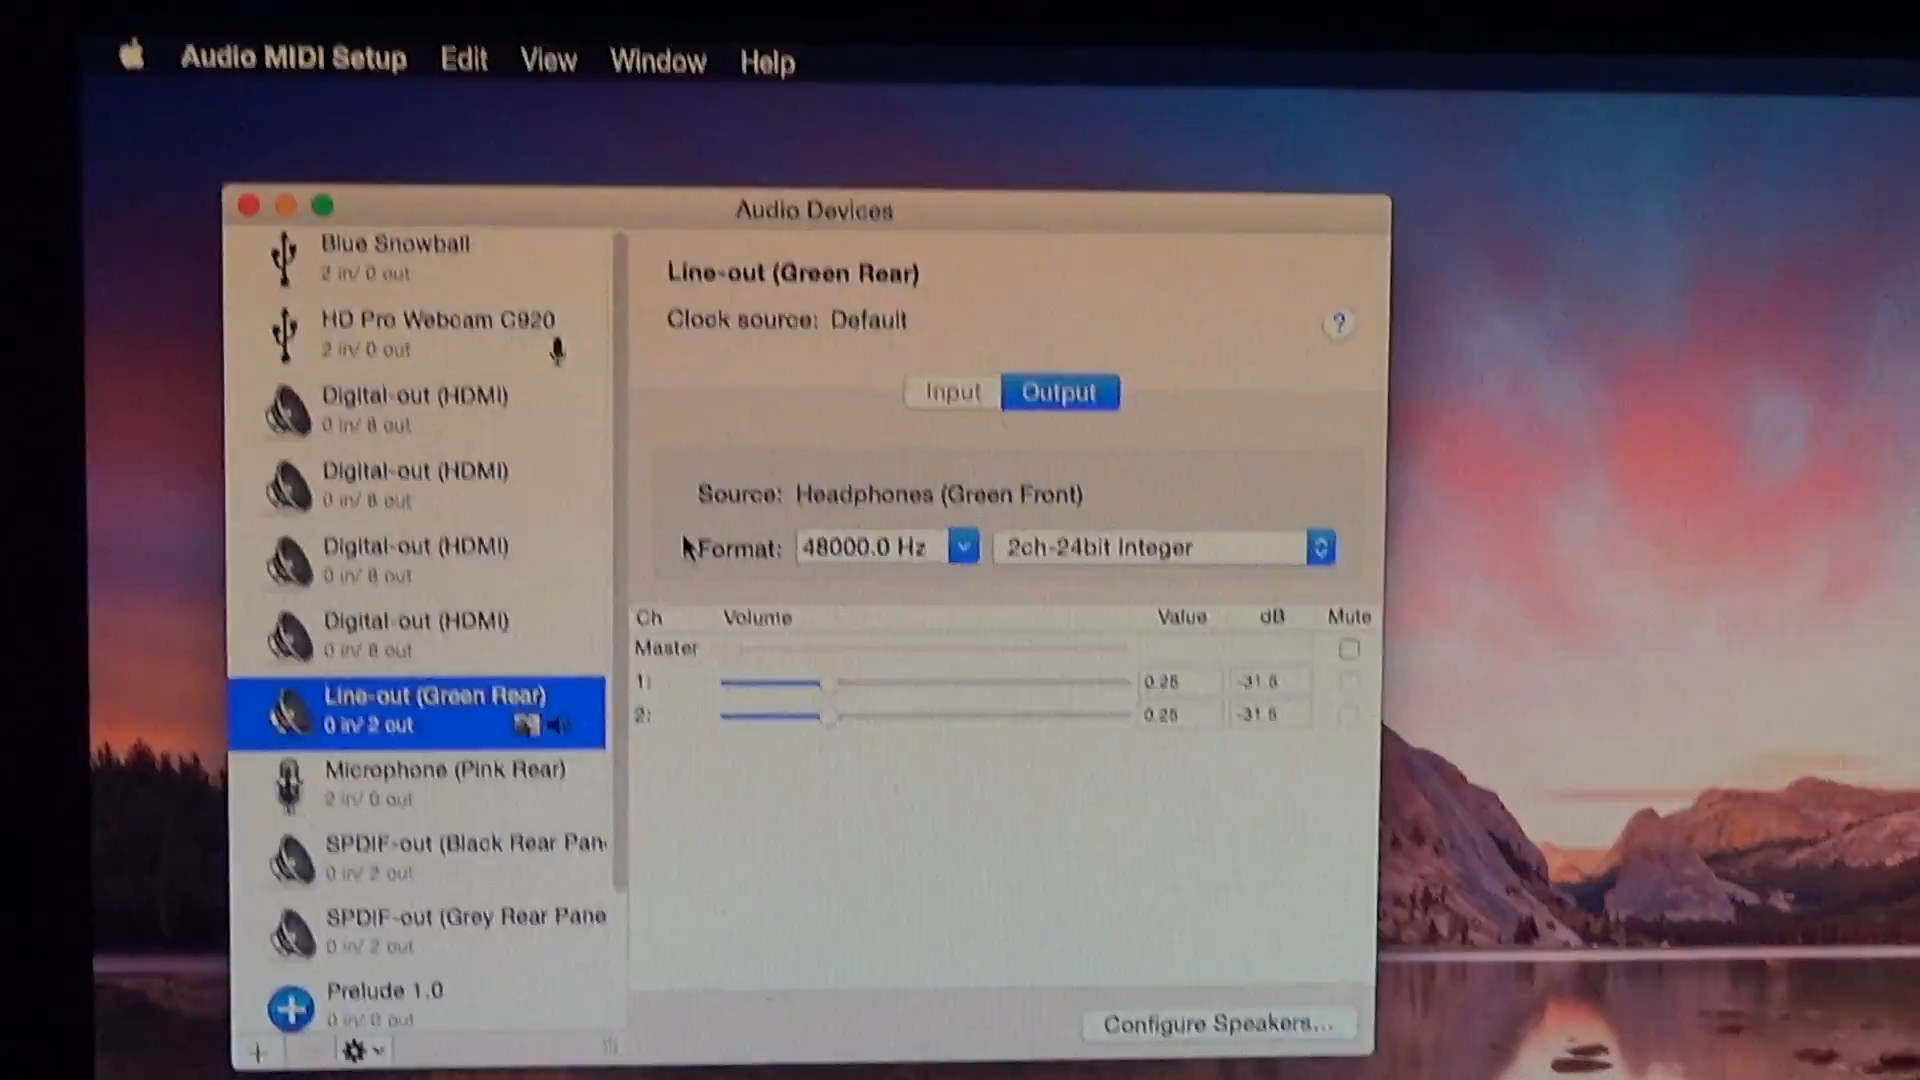 Audio MIDI Setup Edit View Window Help
Audio Devices
Blue Snowball
2 in/ 0 out
HD Pro Webcam C920
2 in/ 0 out
Digital-out (HDMI)
0 in/ 8 out
Digital-out (HDMI)
0 in/ 8 out
Digital-out (HDMI)
0 in/ 8 out
Digital-out (HDMI)
0 in/ 8 out
Line-out (Green Rear)
0 in/ 2 out
Microphone (Pink Rear)
2 in/ 0 out
SPDIF-out (Black Rear Pan
0 in/ 2 out
SPDIF-out (Grey Rear Pane
0 in/ 2 out
Prelude 1.0
0 in/ 0 out
Line-out (Green Rear)
Clock source: Default
?
Input Output
Source: Headphones (Green Front)
Format: 48000.0 Hz 2ch-24bit Integer
Ch Volume Value dB Mute
Master
1: 0.25 -31.5
2: 0.25 -31.5
Configure Speakers...